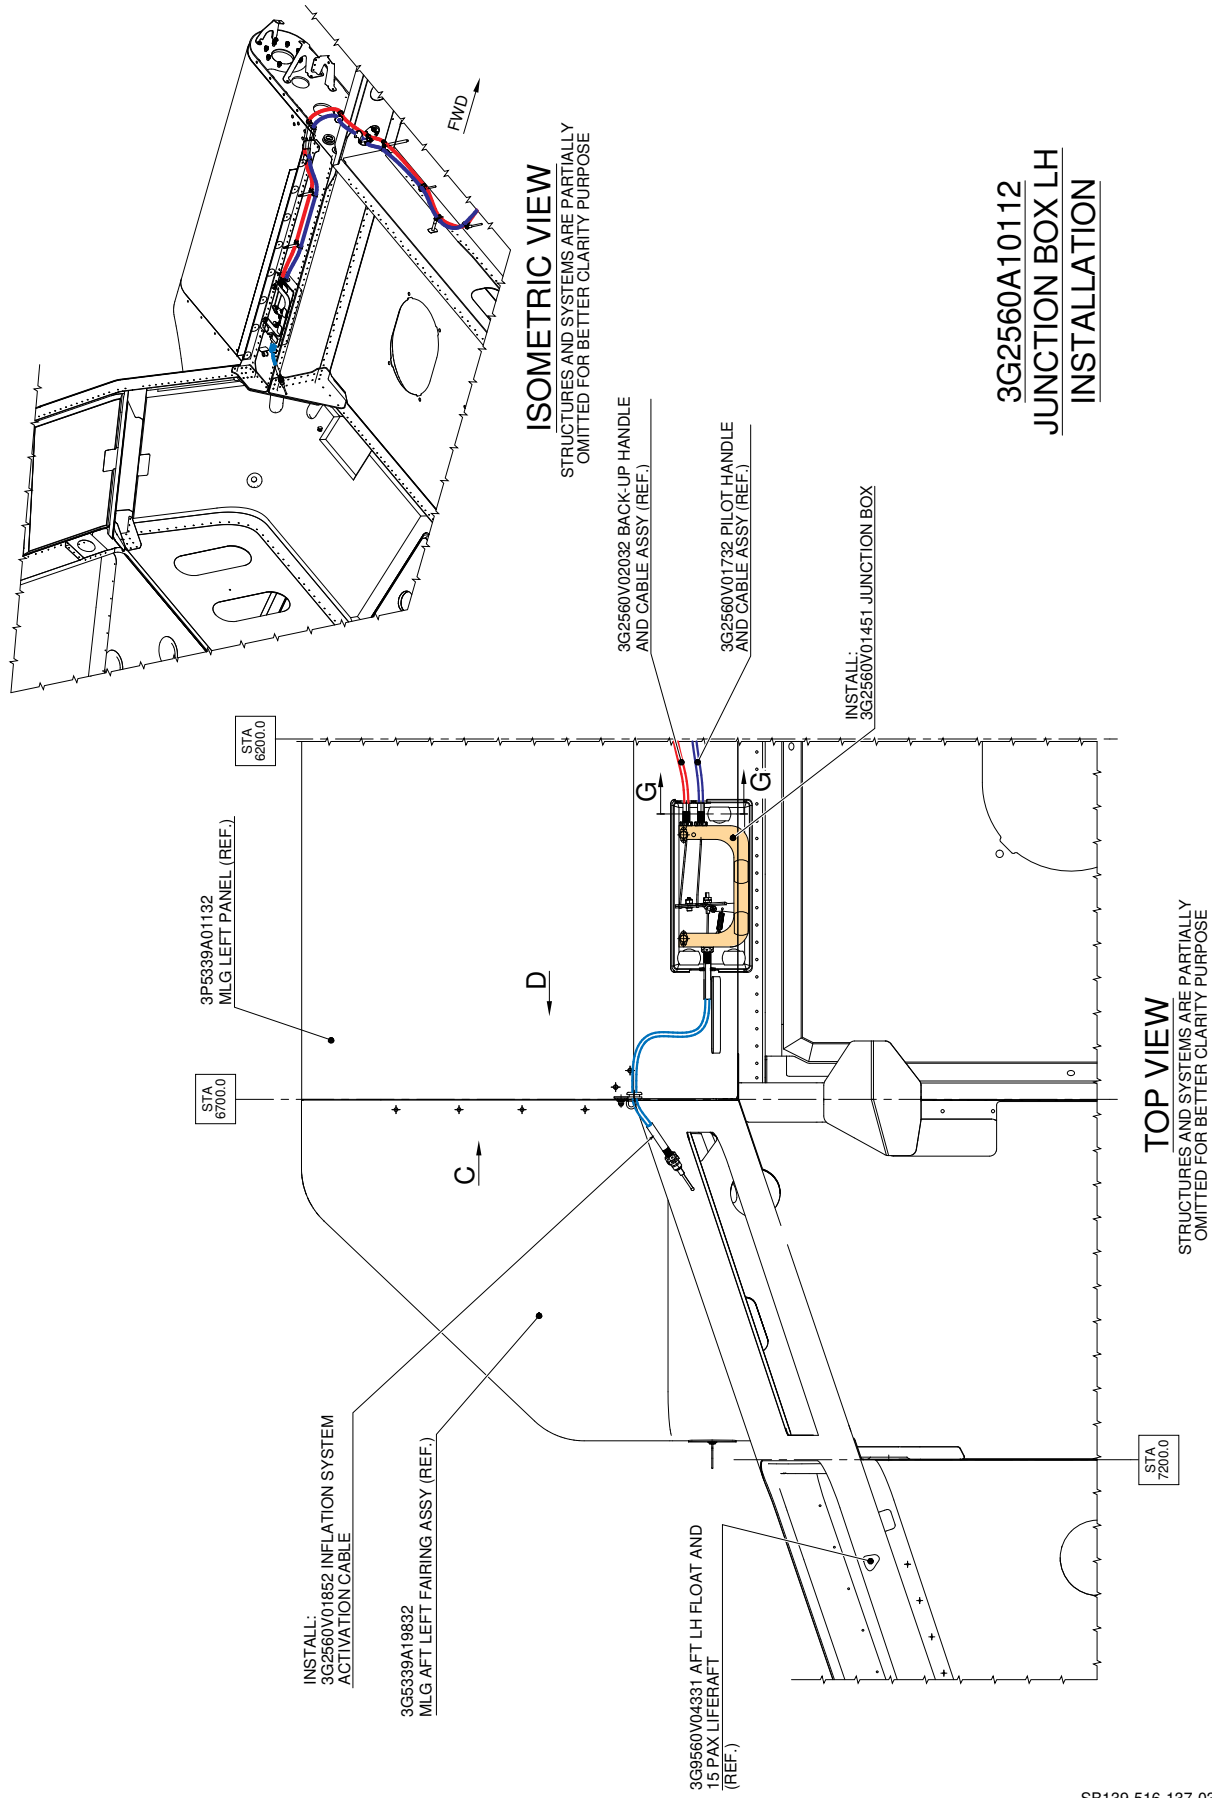 FWD
ISOMETRIC VIEW
STRUCTURES AND SYSTEMS ARE PARTIALLY
OMITTED FOR BETTER CLARITY PURPOSE
3G2560A10112
JUNCTION BOX LH
INSTALLATION
STA
6200.0
3G2560V02032 BACK-UP HANDLE
AND CABLE ASSY (REF.)
3G2560V01732 PILOT HANDLE
AND CABLE ASSY (REF.)
INSTALL:
3G2560V01451 JUNCTION BOX
G
G
3P5339A01132
MLG LEFT PANEL (REF.)
D
STA
6700.0
C
INSTALL:
3G2560V01852 INFLATION SYSTEM
ACTIVATION CABLE
3G5339A19832
MLG AFT LEFT FAIRING ASSY (REF.)
3G9560V04331 AFT LH FLOAT AND
15 PAX LIFERAFT
(REF.)
STA
7200.0
TOP VIEW
STRUCTURES AND SYSTEMS ARE PARTIALLY
OMITTED FOR BETTER CLARITY PURPOSE